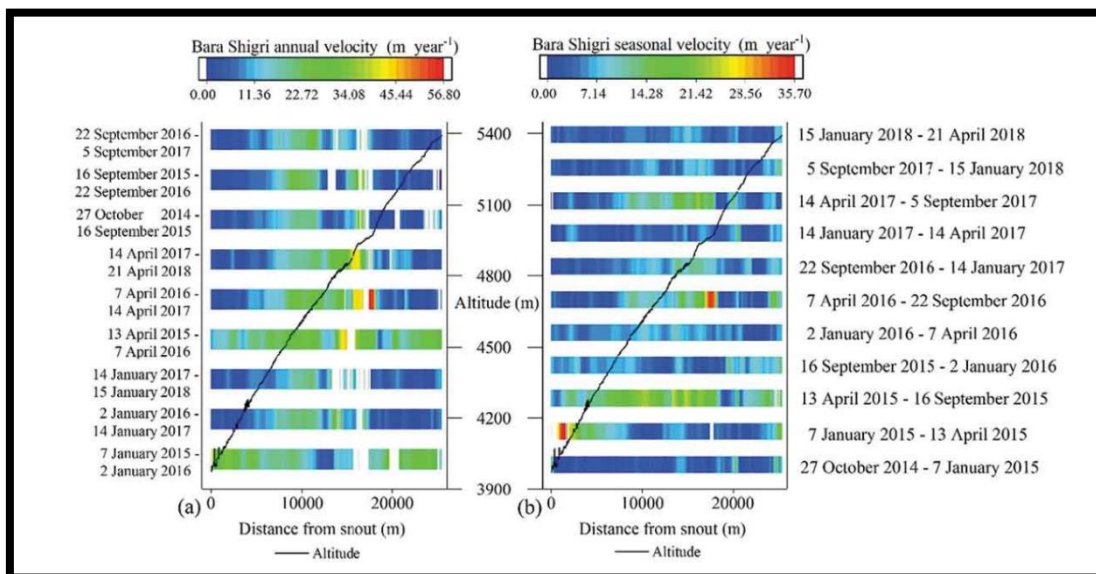 Bara Shigri annual velocity (m year-1)
0.00 11.36 22.72 34.08 45.44 56.80
22 September 2016 -
5 September 2017
16 September 2015 -
22 September 2016
27 October 2014 -
16 September 2015
14 April 2017 -
21 April 2018
7 April 2016 -
14 April 2017
13 April 2015 -
7 April 2016
14 January 2017 -
15 January 2018
2 January 2016 -
14 January 2017
7 January 2015 -
2 January 2016
(a)
0 10000 20000
Distance from snout (m)
Altitude
5400
5100
4800
Altitude (m)
4500
4200
3900
Bara Shigri seasonal velocity (m year-1)
0.00 7.14 14.28 21.42 28.56 35.70
15 January 2018 - 21 April 2018
5 September 2017 - 15 January 2018
14 April 2017 - 5 September 2017
14 January 2017 - 14 April 2017
22 September 2016 - 14 January 2017
7 April 2016 - 22 September 2016
2 January 2016 - 7 April 2016
16 September 2015 - 2 January 2016
13 April 2015 - 16 September 2015
7 January 2015 - 13 April 2015
27 October 2014 - 7 January 2015
(b)
0 10000 20000
Distance from snout (m)
Altitude